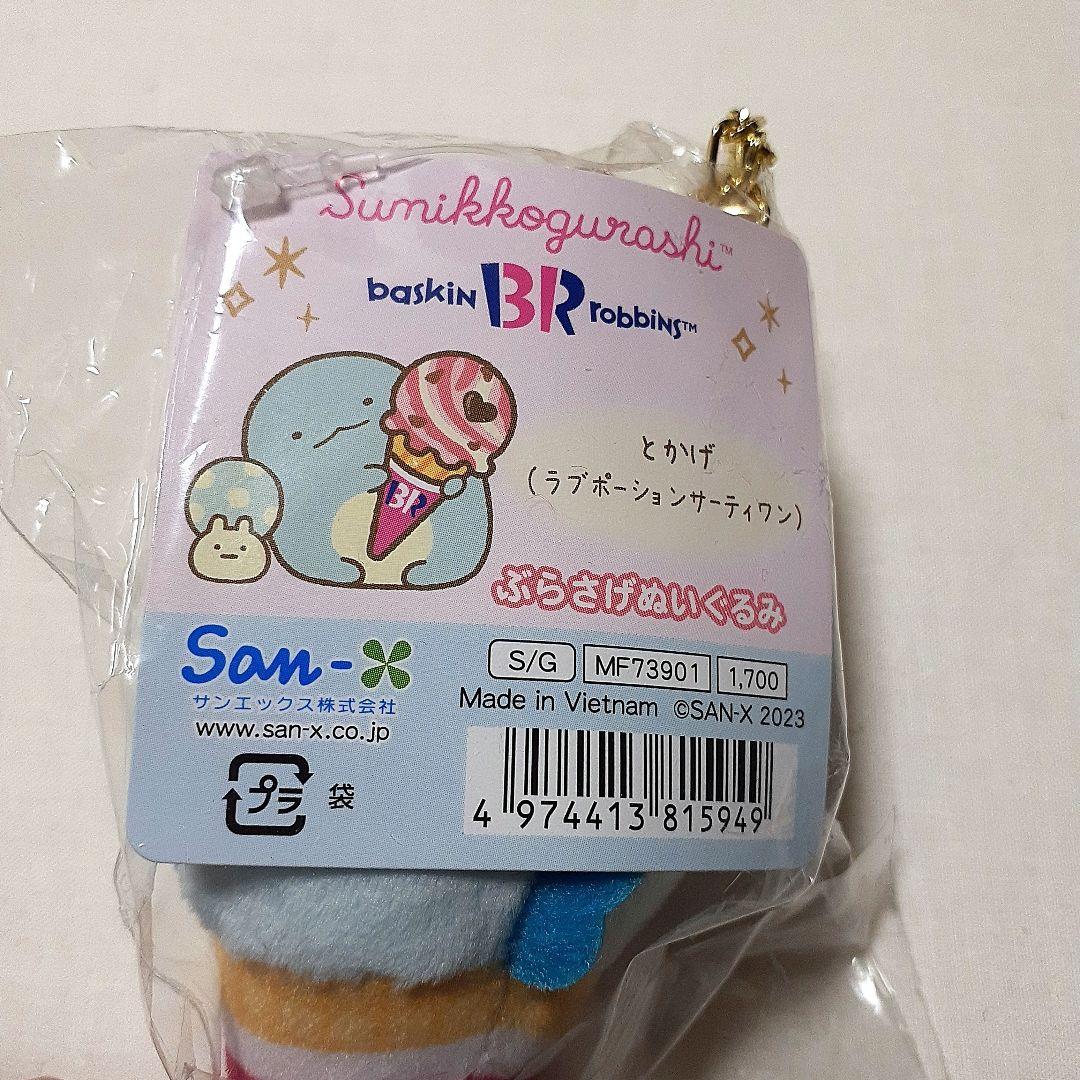 Sumikkogurashi™
baskin BR robbins™
BR
とかげ
(ラブポーションサーティワン)
ぶらさげぬいぐるみ
San-X
サンエックス株式会社
www.san-x.co.jp
S/G MF73901 1,700
Made in Vietnam ©SAN-X 2023
プラ 袋
4 974413 815949